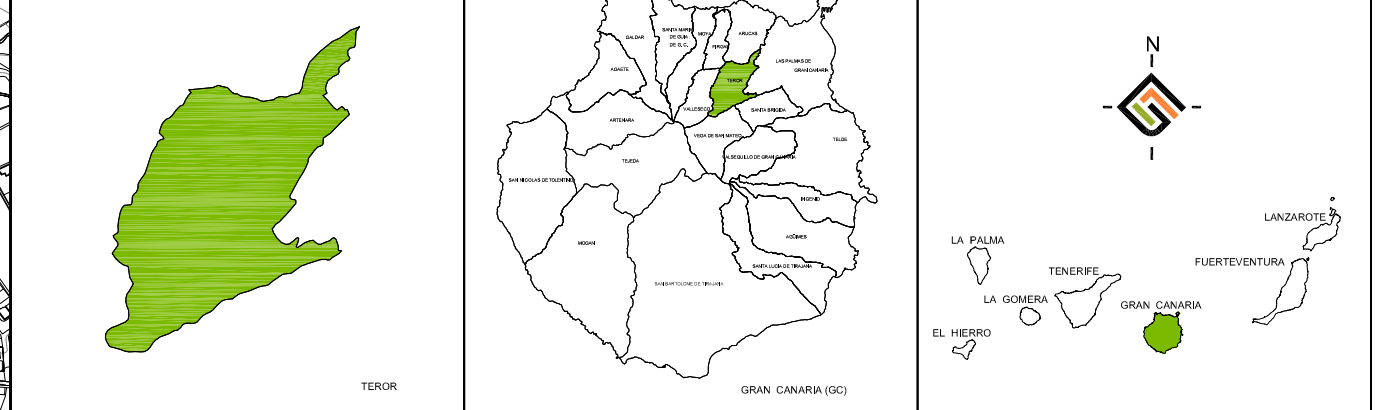 TEROR
GALDAR
SANTA MARIA
DE GUIA
DE G. C.
MOYA
FIRGAS
ARUCAS
LAS PALMAS DE
GRAN CANARIA
AGAETE
TEROR
VALLESECO
SANTA BRIGIDA
ARTENARA
VEGA DE SAN MATEO
TELDE
TEJEDA
VALSEQUILLO DE GRAN CANARIA
SAN NICOLAS DE TOLENTINO
INGENIO
MOGAN
AGÜIMES
SANTA LUCIA DE TIRAJANA
SAN BARTOLOME DE TIRAJANA
GRAN CANARIA (GC)
N
LANZAROTE
LA PALMA
FUERTEVENTURA
TENERIFE
LA GOMERA
GRAN CANARIA
EL HIERRO